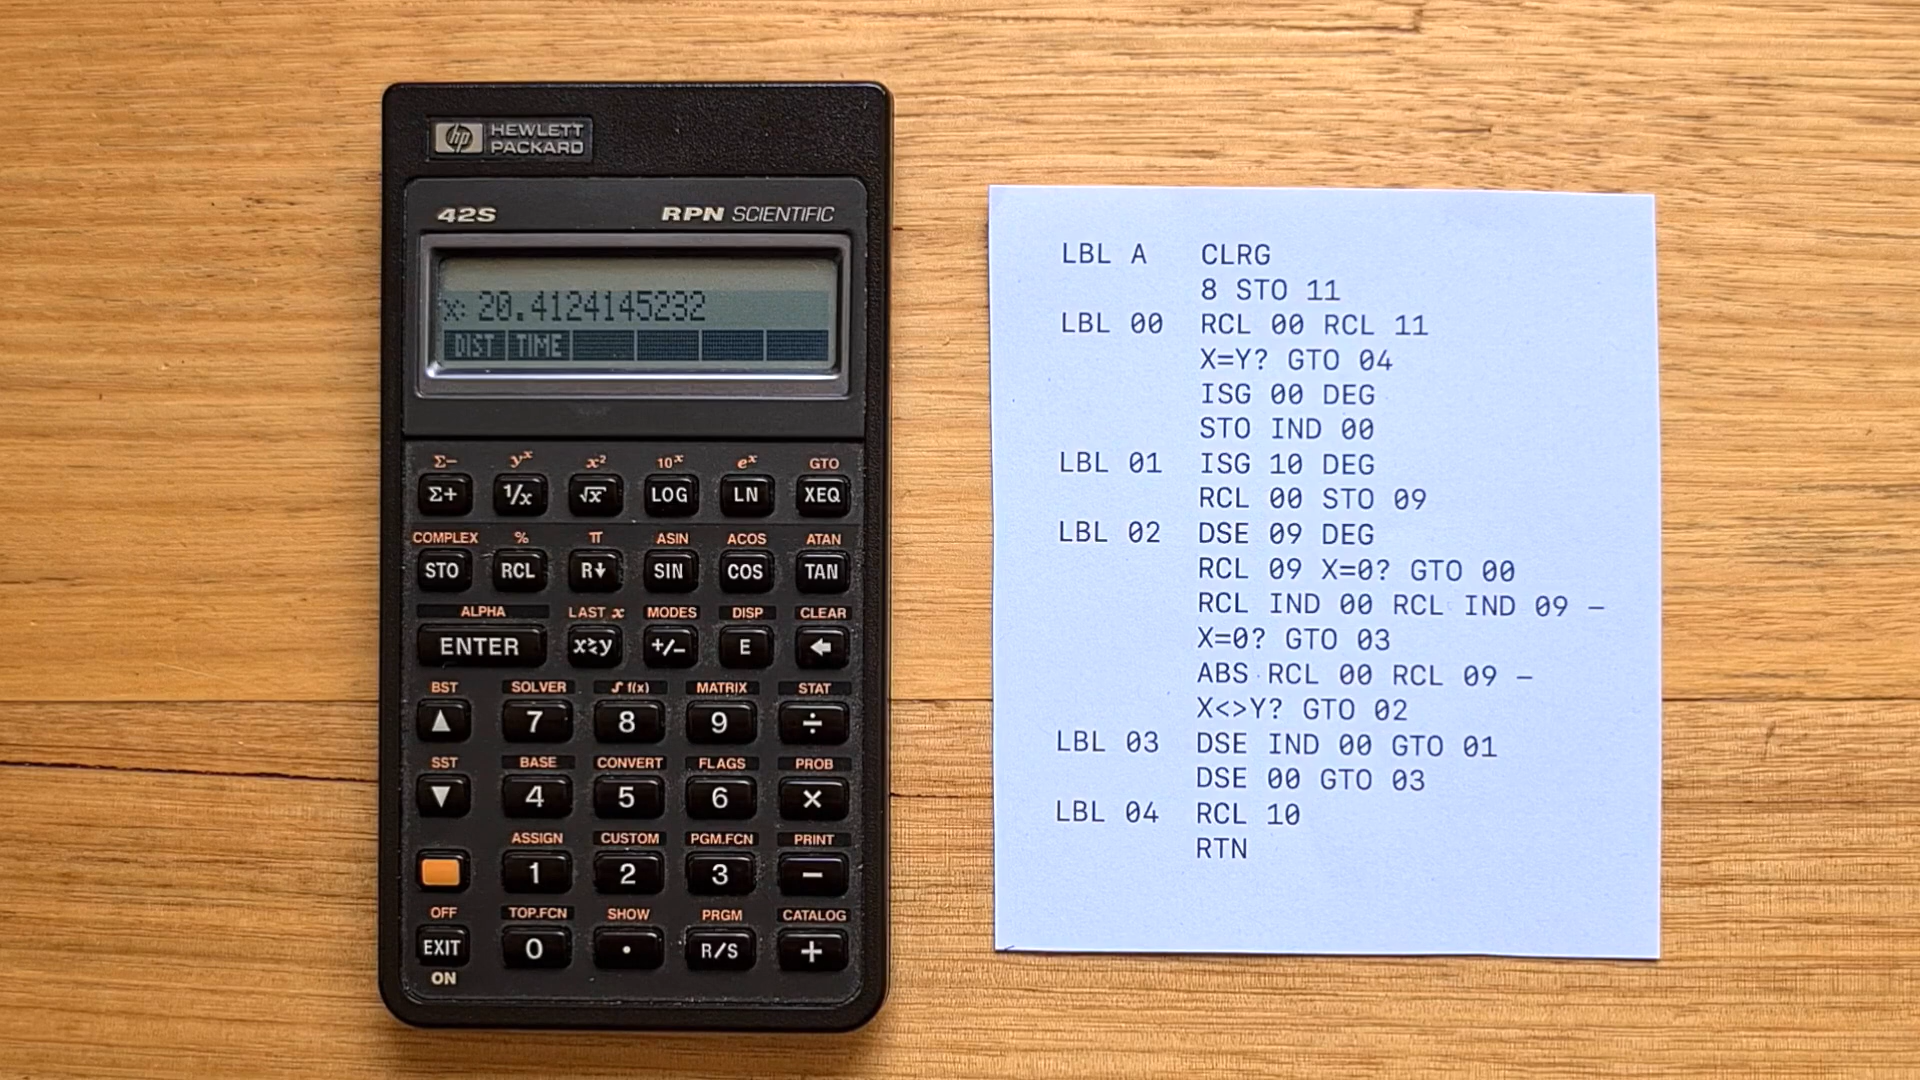 hp HEWLETT
PACKARD
42S RPN SCIENTIFIC
x: 20.4124145232
DIST TIME
Σ− yˣ x² 10ˣ eˣ GTO
Σ+ 1/x √x LOG LN XEQ
COMPLEX % π ASIN ACOS ATAN
STO RCL R↓ SIN COS TAN
ALPHA LAST x MODES DISP CLEAR
ENTER x≷y +/− E ←
BST SOLVER ∫f(x) MATRIX STAT
▲ 7 8 9 ÷
SST BASE CONVERT FLAGS PROB
▼ 4 5 6 ×
ASSIGN CUSTOM PGM.FCN PRINT
1 2 3 −
OFF TOP.FCN SHOW PRGM CATALOG
EXIT 0 . R/S +
ON
LBL A CLRG
8 STO 11
LBL 00 RCL 00 RCL 11
X=Y? GTO 04
ISG 00 DEG
STO IND 00
LBL 01 ISG 10 DEG
RCL 00 STO 09
LBL 02 DSE 09 DEG
RCL 09 X=0? GTO 00
RCL IND 00 RCL IND 09 −
X=0? GTO 03
ABS RCL 00 RCL 09 −
X<>Y? GTO 02
LBL 03 DSE IND 00 GTO 01
DSE 00 GTO 03
LBL 04 RCL 10
RTN